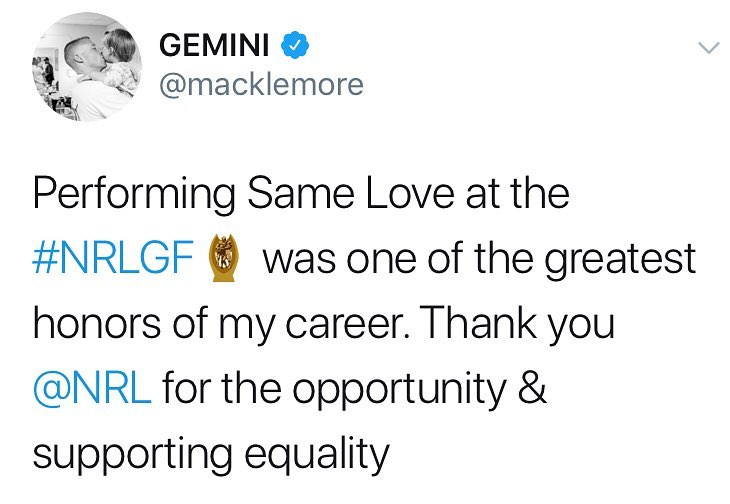 GEMINI
@macklemore
Performing Same Love at the
#NRLGF was one of the greatest
honors of my career. Thank you
@NRL for the opportunity &
supporting equality